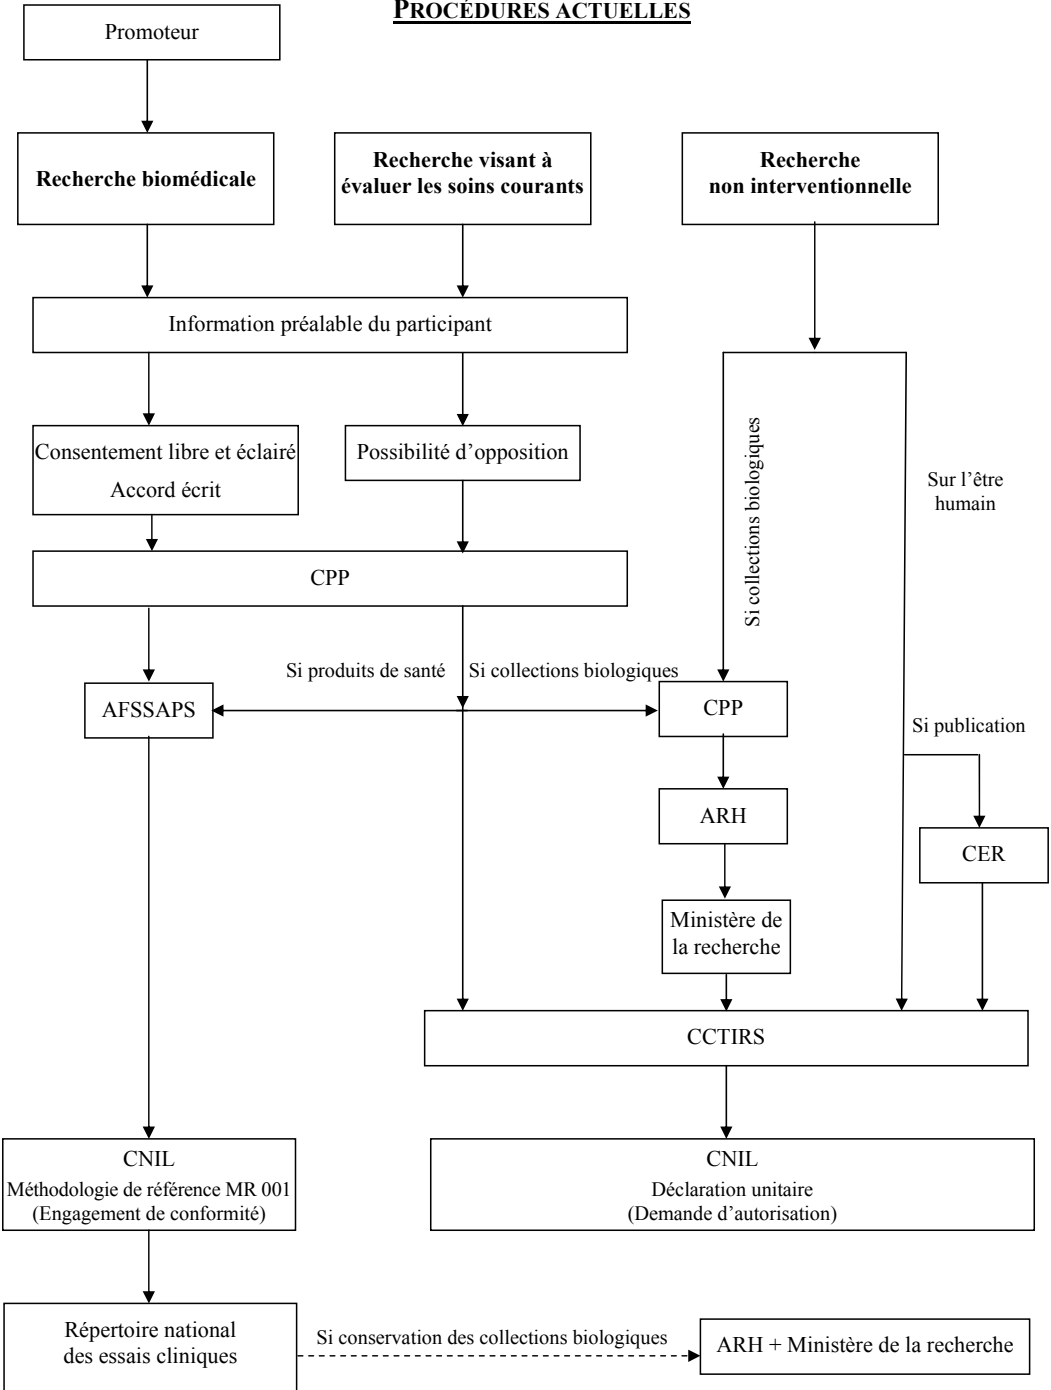 PROCÉDURES ACTUELLES
Promoteur
Recherche biomédicale
Recherche visant à
évaluer les soins courants
Recherche
non interventionnelle
Information préalable du participant
Consentement libre et éclairé
Accord écrit
Possibilité d’opposition
Si collections biologiques
Sur l’être
humain
CPP
Si produits de santé
Si collections biologiques
AFSSAPS
CPP
Si publication
ARH
CER
Ministère de
la recherche
CCTIRS
CNIL
Méthodologie de référence MR 001
(Engagement de conformité)
CNIL
Déclaration unitaire
(Demande d’autorisation)
Répertoire national
des essais cliniques
Si conservation des collections biologiques
ARH + Ministère de la recherche